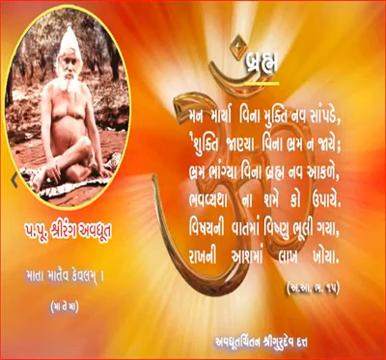 બ્રહ્મ
મન માર્યા વિના મુક્તિ નવ સાંપડે,
શુક્તિ જાણ્યા વિના ભ્રમ ન જાયે;
ભ્રમ ભાંગ્યા વિના બ્રહ્મ નવ આકળે,
ભવવ્યથા ના શમે કો ઉપાયે.
વિષયની વાતમાં વિષ્ણુ ભૂલી ગયા,
રાખની આશમાં લાખ ખોયા.
(અ.આ. ભ. ૧૫)
પ.પૂ. શ્રીરંગ અવધૂત
માતા માતૈવ કેવલમ્ ।
(મા તે મા)
અવધૂતચિંતન શ્રીગુરુદેવ દત્ત